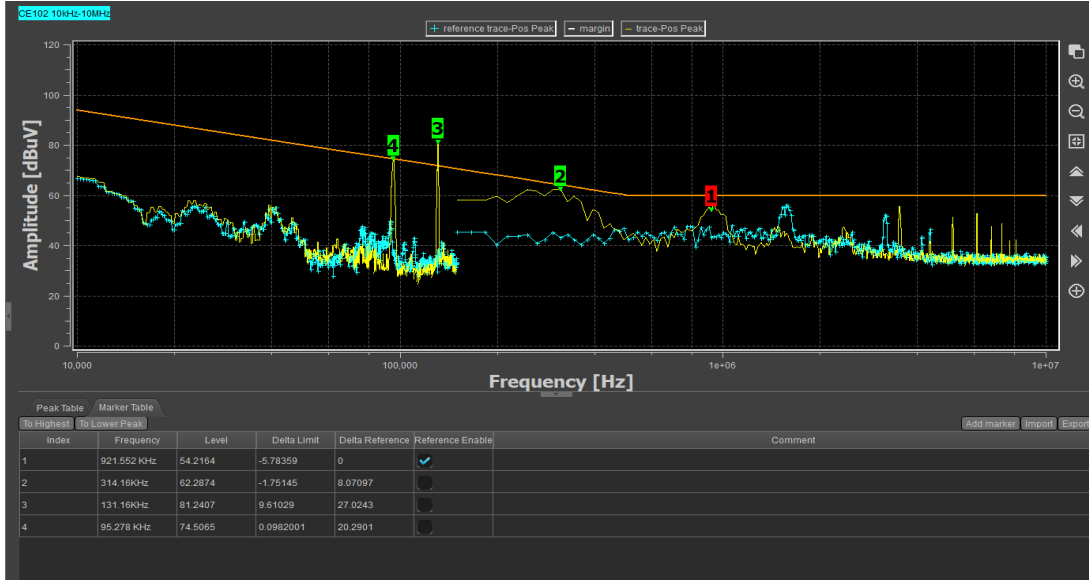 CE102 10kHz-10MHz
reference trace-Pos Peak margin trace-Pos Peak
120
100
80
60
40
20
0
Amplitude [dBuV]
4
3
2
1
10,000 100,000 1e+06 1e+07
Frequency [Hz]
Peak Table Marker Table
To Highest To Lower Peak Add marker Import Export
Index Frequency Level Delta Limit Delta Reference Reference Enable Comment
1 921.552 KHz 54.2164 -5.78359 0
2 314.16KHz 62.2874 -1.75145 8.07097
3 131.16KHz 81.2407 9.61029 27.0243
4 95.278 KHz 74.5065 0.0982001 20.2901